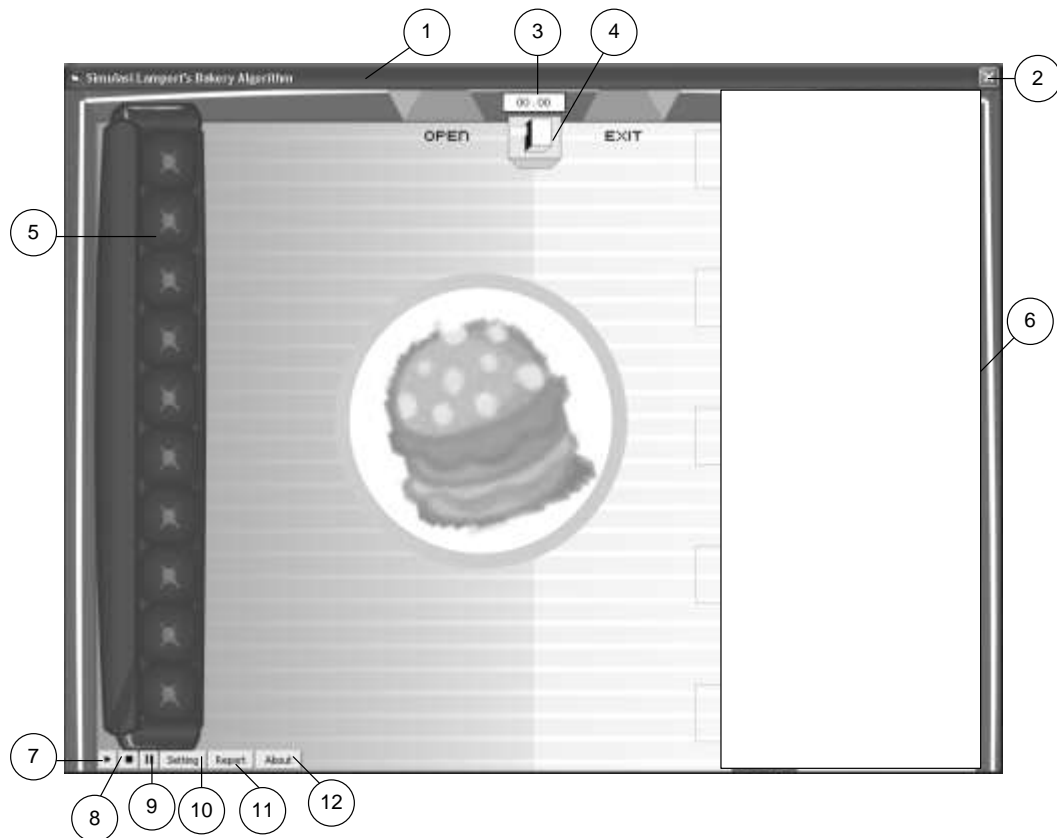 1
3
4
Simulasi Lamport's Bakery Algorithm
2
00 . 00
OPEN
EXIT
5
6
7
Setting
Report
About
8
9
10
11
12